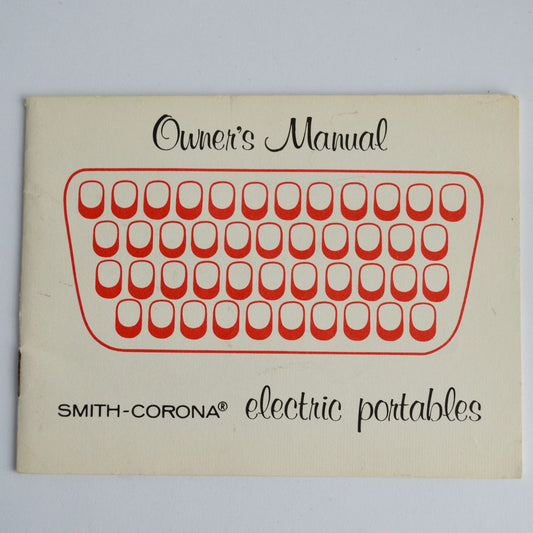 Owner's Manual
SMITH-CORONA® electric portables